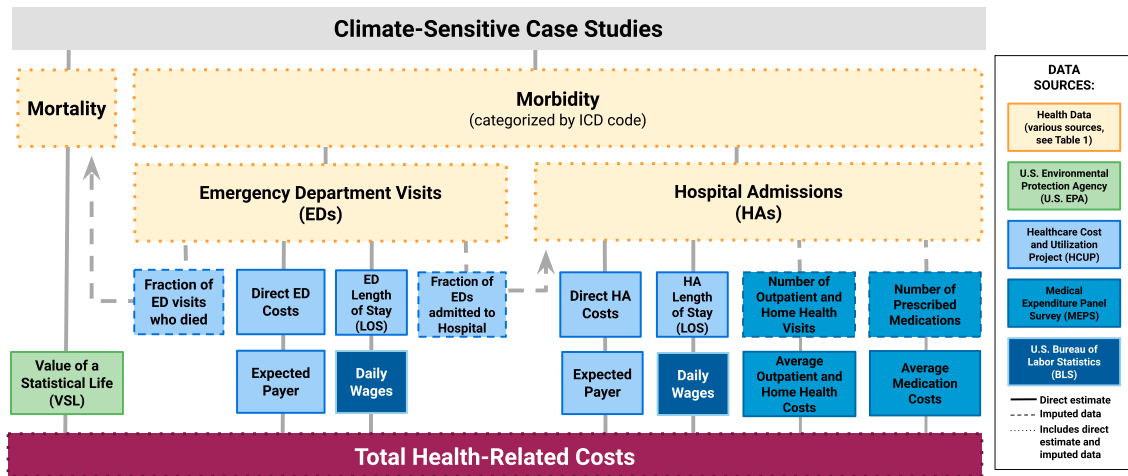 Climate-Sensitive Case Studies
Mortality
Morbidity
(categorized by ICD code)
Emergency Department Visits
(EDs)
Hospital Admissions
(HAs)
Fraction of
ED visits
who died
Direct ED
Costs
ED
Length
of Stay
(LOS)
Fraction of
EDs
admitted to
Hospital
Direct HA
Costs
HA
Length
of Stay
(LOS)
Number of
Outpatient and
Home Health
Visits
Number of
Prescribed
Medications
Value of a
Statistical Life
(VSL)
Expected
Payer
Daily
Wages
Expected
Payer
Daily
Wages
Average
Outpatient and
Home Health
Costs
Average
Medication
Costs
Total Health-Related Costs
DATA
SOURCES:
Health Data
(various sources,
see Table 1)
U.S. Environmental
Protection Agency
(U.S. EPA)
Healthcare Cost
and Utilization
Project (HCUP)
Medical
Expenditure Panel
Survey (MEPS)
U.S. Bureau of
Labor Statistics
(BLS)
Direct estimate
Imputed data
Includes direct
estimate and
imputed data